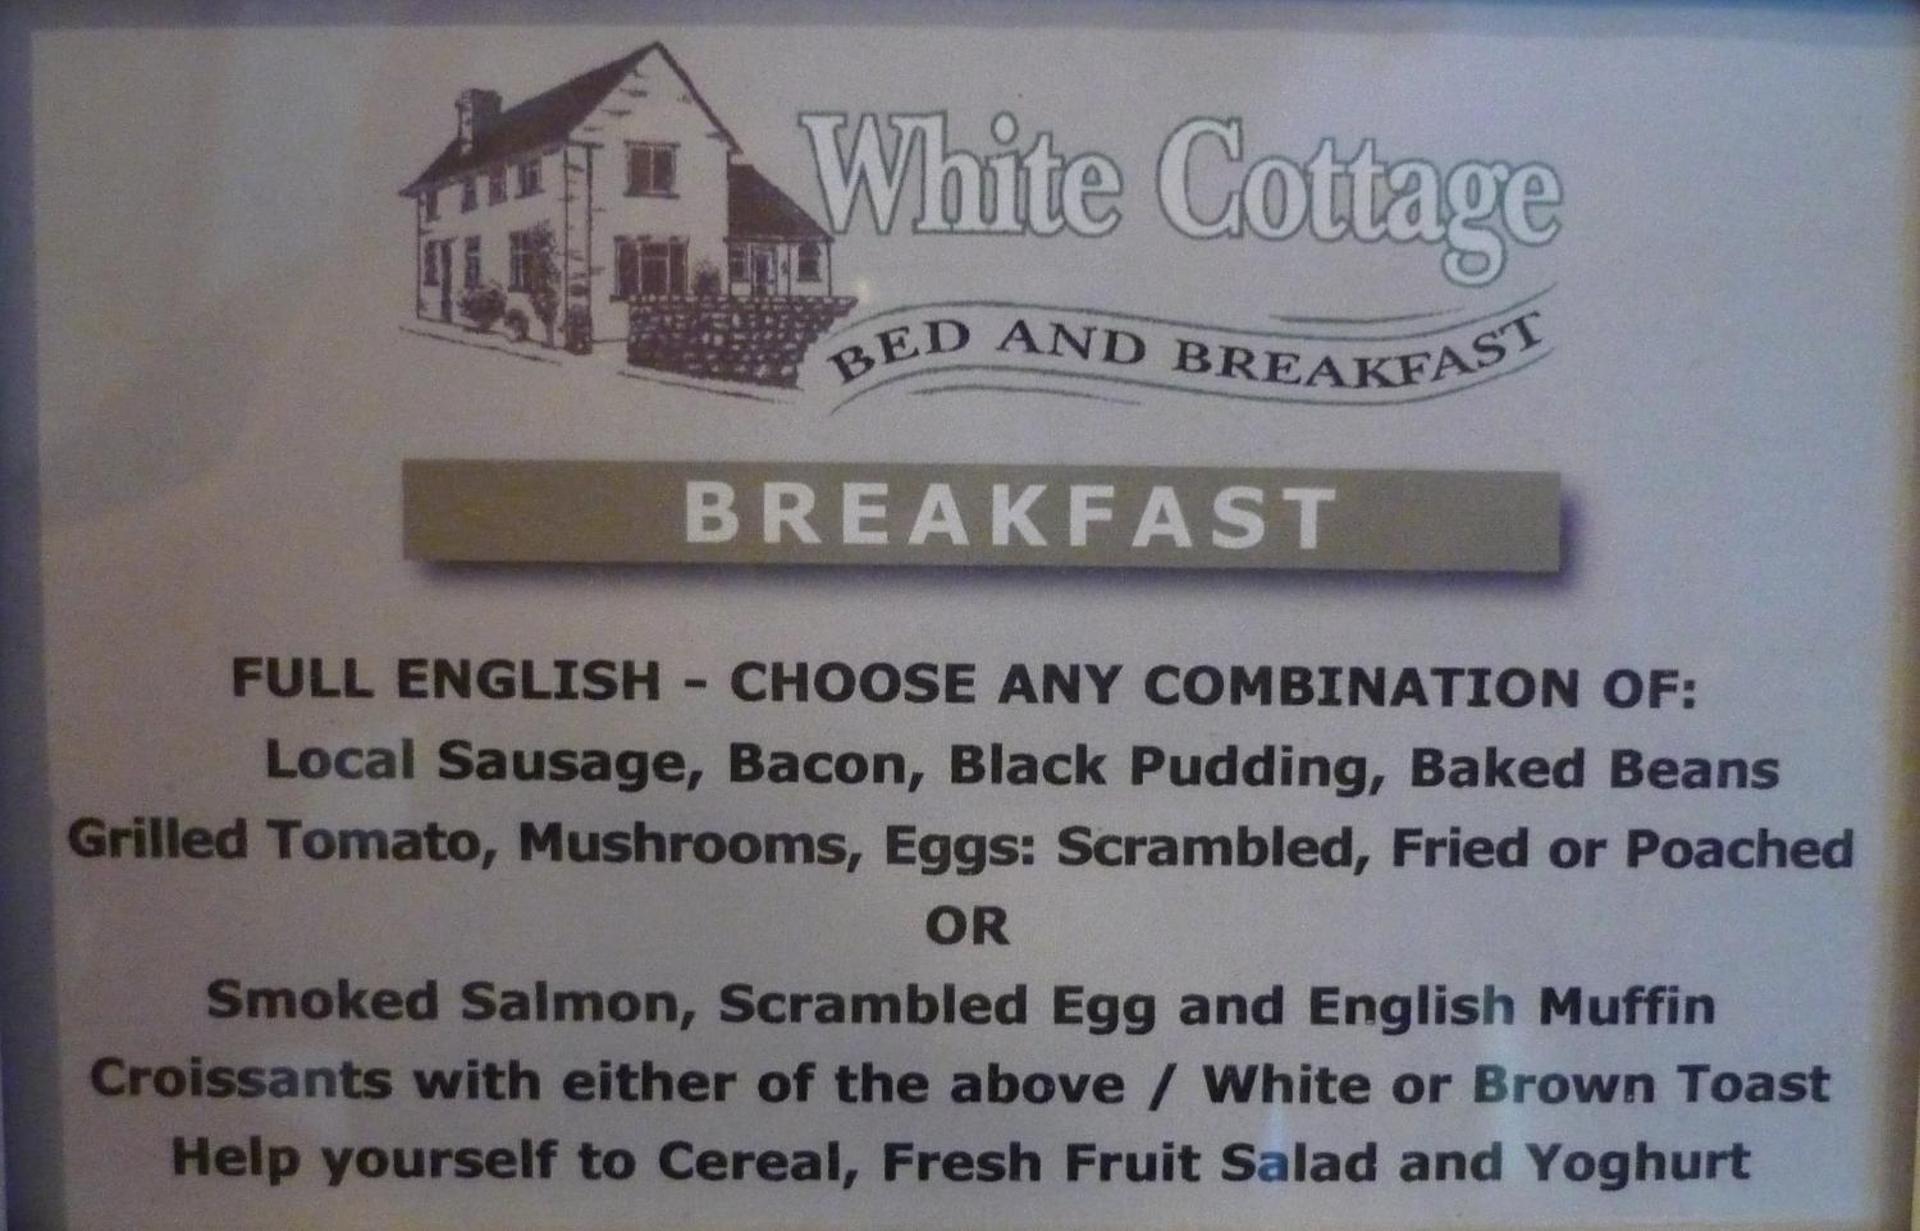 White Cottage
BED AND BREAKFAST
BREAKFAST
FULL ENGLISH - CHOOSE ANY COMBINATION OF:
Local Sausage, Bacon, Black Pudding, Baked Beans
Grilled Tomato, Mushrooms, Eggs: Scrambled, Fried or Poached
OR
Smoked Salmon, Scrambled Egg and English Muffin
Croissants with either of the above / White or Brown Toast
Help yourself to Cereal, Fresh Fruit Salad and Yoghurt